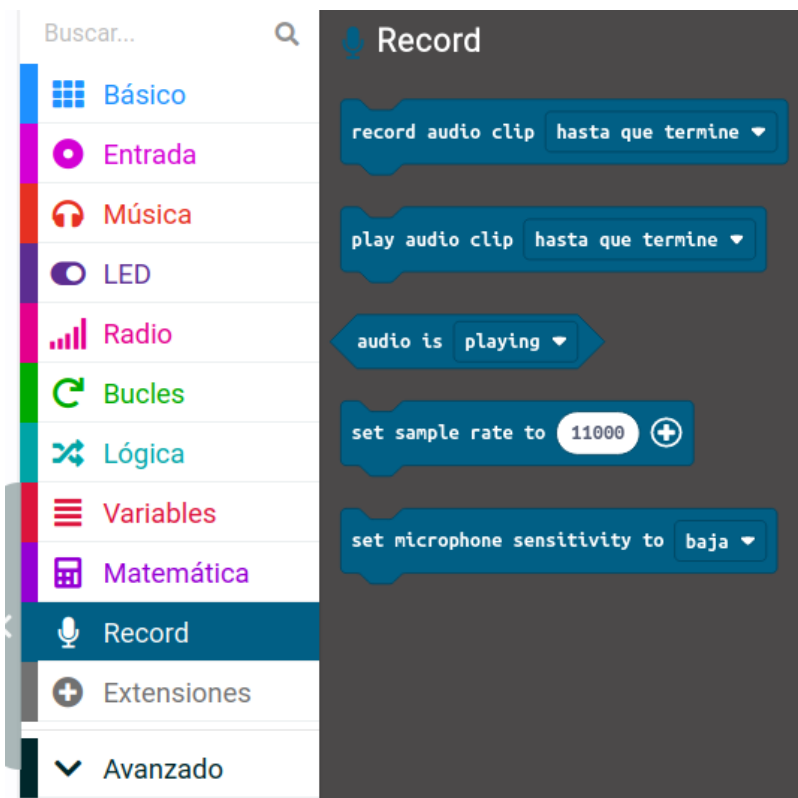 Buscar...
Básico
Entrada
Música
LED
Radio
Bucles
Lógica
Variables
Matemática
Record
Extensiones
Avanzado
Record
record audio clip hasta que termine
play audio clip hasta que termine
audio is playing
set sample rate to 11000
set microphone sensitivity to baja